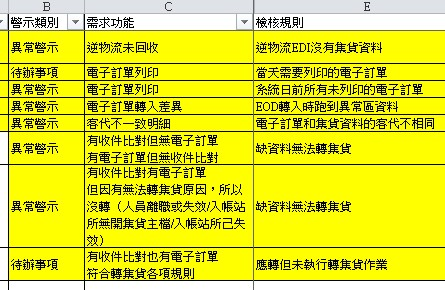 B C E
警示類別 需求功能 檢核規則
異常警示 逆物流未回收 逆物流EDI沒有集貨資料
待辦事項 電子訂單列印 當天需要列印的電子訂單
異常警示 電子訂單列印 系統日前所有未列印的電子訂單
異常警示 電子訂單轉入差異 EOD轉入時跑到異常區資料
異常警示 客代不一致明細 電子訂單和集貨資料的客代不相同
異常警示 有收件比對但無電子訂單 缺資料無法轉集貨
有電子訂單但無收件比對
異常警示 有收件比對有電子訂單 缺資料無法轉集貨
但因有無法轉集貨原因，所以
沒轉（人員離職或失效/入帳站
所無開集貨主檔/入帳站所己失
效）
待辦事項 有收件比對也有電子訂單 應轉但未執行轉集貨作業
符合轉集貨各項規則